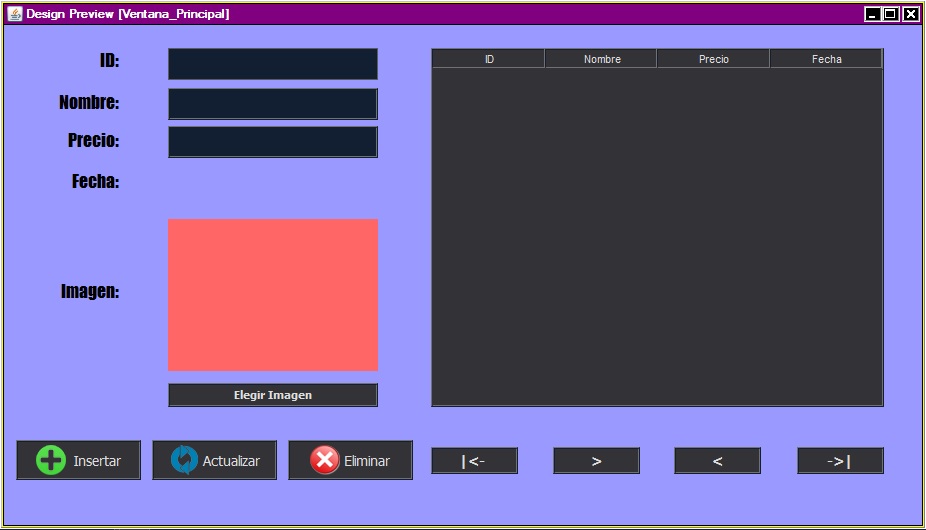 Design Preview [Ventana_Principal]
ID:
Nombre:
Precio:
Fecha:
Imagen:
Elegir Imagen
ID Nombre Precio Fecha
Insertar Actualizar Eliminar
|<- > < ->|